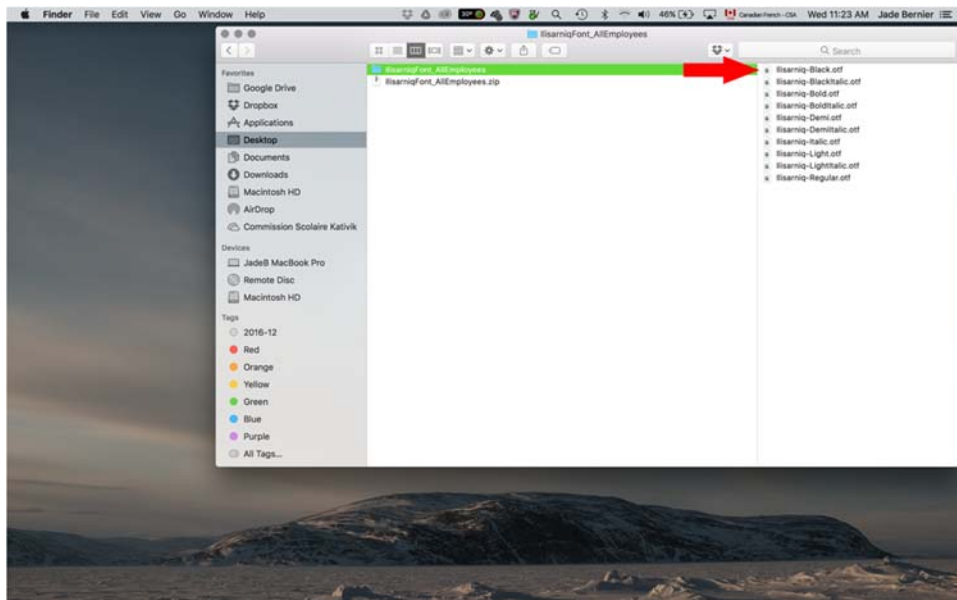 Finder File Edit View Go Window Help 46% Canadian French - CSA Wed 11:23 AM Jade Bernier
IlisarniqFont_AllEmployees
Search
Favorites
Google Drive
Dropbox
Applications
Desktop
Documents
Downloads
Macintosh HD
AirDrop
Commission Scolaire Kativik
Devices
JadeB MacBook Pro
Remote Disc
Macintosh HD
Tags
2016-12
Red
Orange
Yellow
Green
Blue
Purple
All Tags...
IlisarniqFont_AllEmployees
IlisarniqFont_AllEmployees.zip
Ilisarniq-Black.otf
Ilisarniq-BlackItalic.otf
Ilisarniq-Bold.otf
Ilisarniq-BoldItalic.otf
Ilisarniq-Demi.otf
Ilisarniq-DemiItalic.otf
Ilisarniq-Italic.otf
Ilisarniq-Light.otf
Ilisarniq-LightItalic.otf
Ilisarniq-Regular.otf